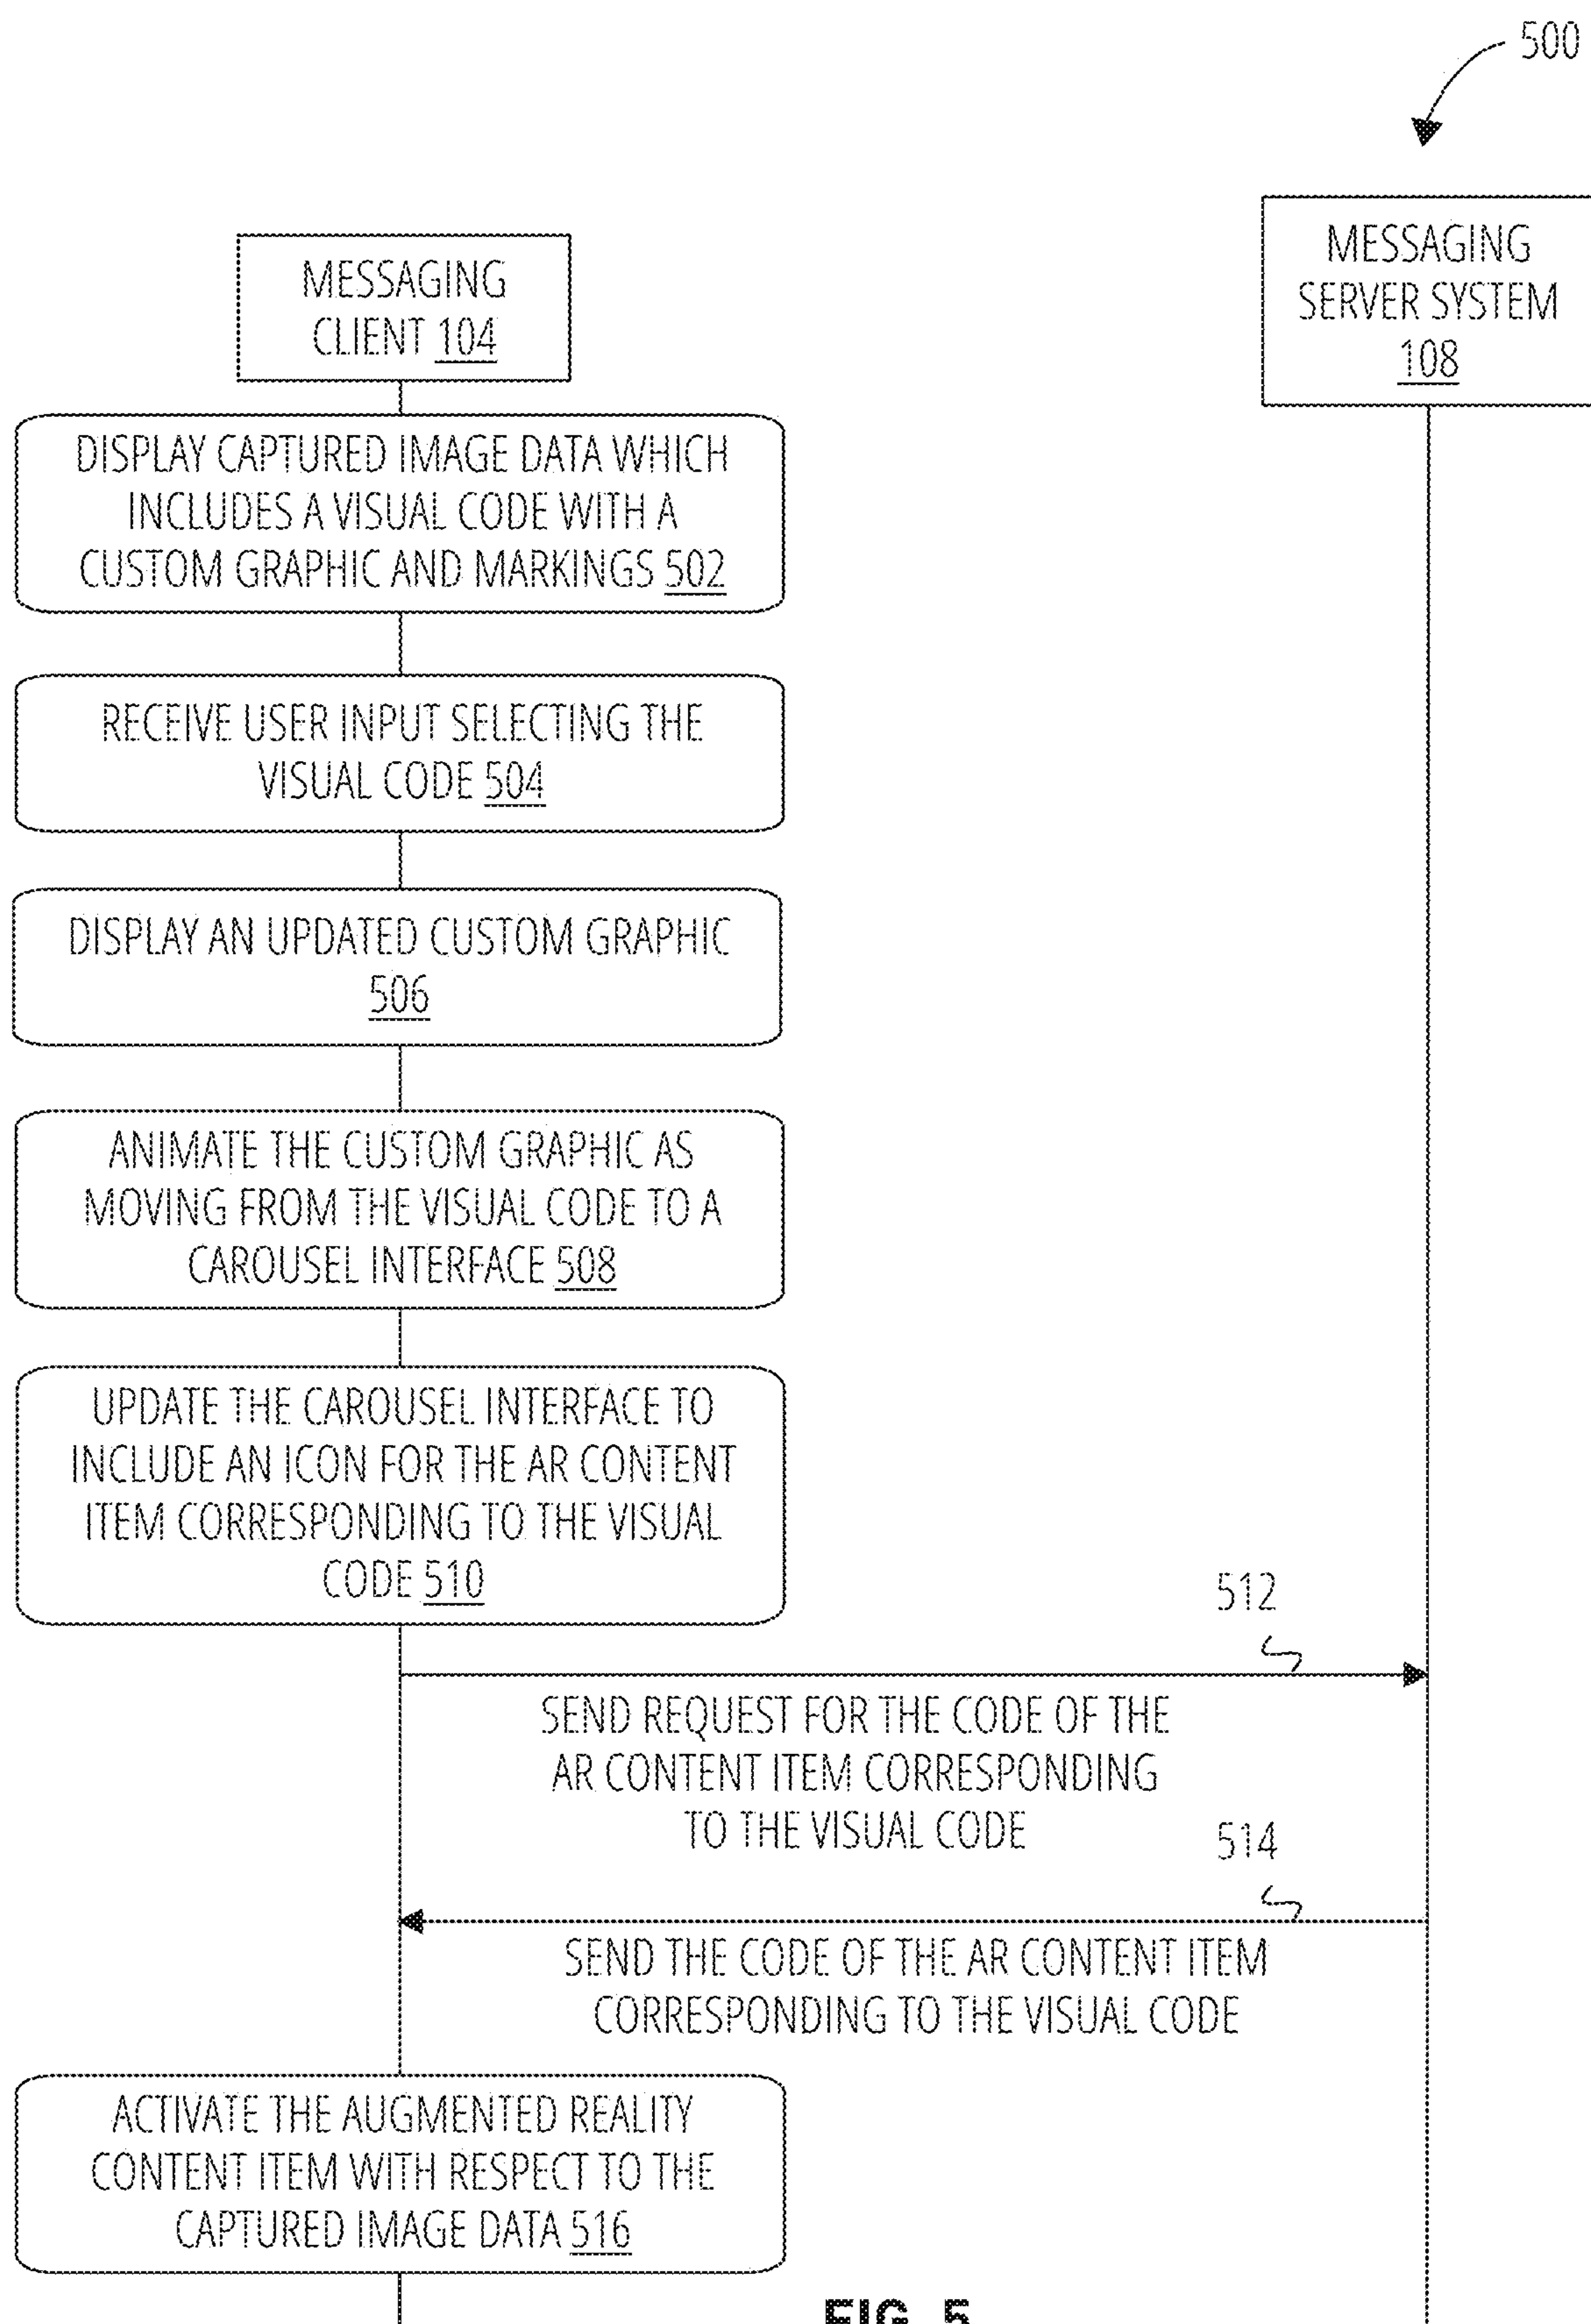 500
MESSAGING
SERVER SYSTEM
108
MESSAGING
CLIENT 104
DISPLAY CAPTURED IMAGE DATA WHICH
INCLUDES A VISUAL CODE WITH A
CUSTOM GRAPHIC AND MARKINGS 502
RECEIVE USER INPUT SELECTING THE
VISUAL CODE 504
DISPLAY AN UPDATED CUSTOM GRAPHIC
506
ANIMATE THE CUSTOM GRAPHIC AS
MOVING FROM THE VISUAL CODE TO A
CAROUSEL INTERFACE 508
UPDATE THE CAROUSEL INTERFACE TO
INCLUDE AN ICON FOR THE AR CONTENT
ITEM CORRESPONDING TO THE VISUAL
CODE 510
512
SEND REQUEST FOR THE CODE OF THE
AR CONTENT ITEM CORRESPONDING
TO THE VISUAL CODE
514
SEND THE CODE OF THE AR CONTENT ITEM
CORRESPONDING TO THE VISUAL CODE
ACTIVATE THE AUGMENTED REALITY
CONTENT ITEM WITH RESPECT TO THE
CAPTURED IMAGE DATA 516
FIG. 5